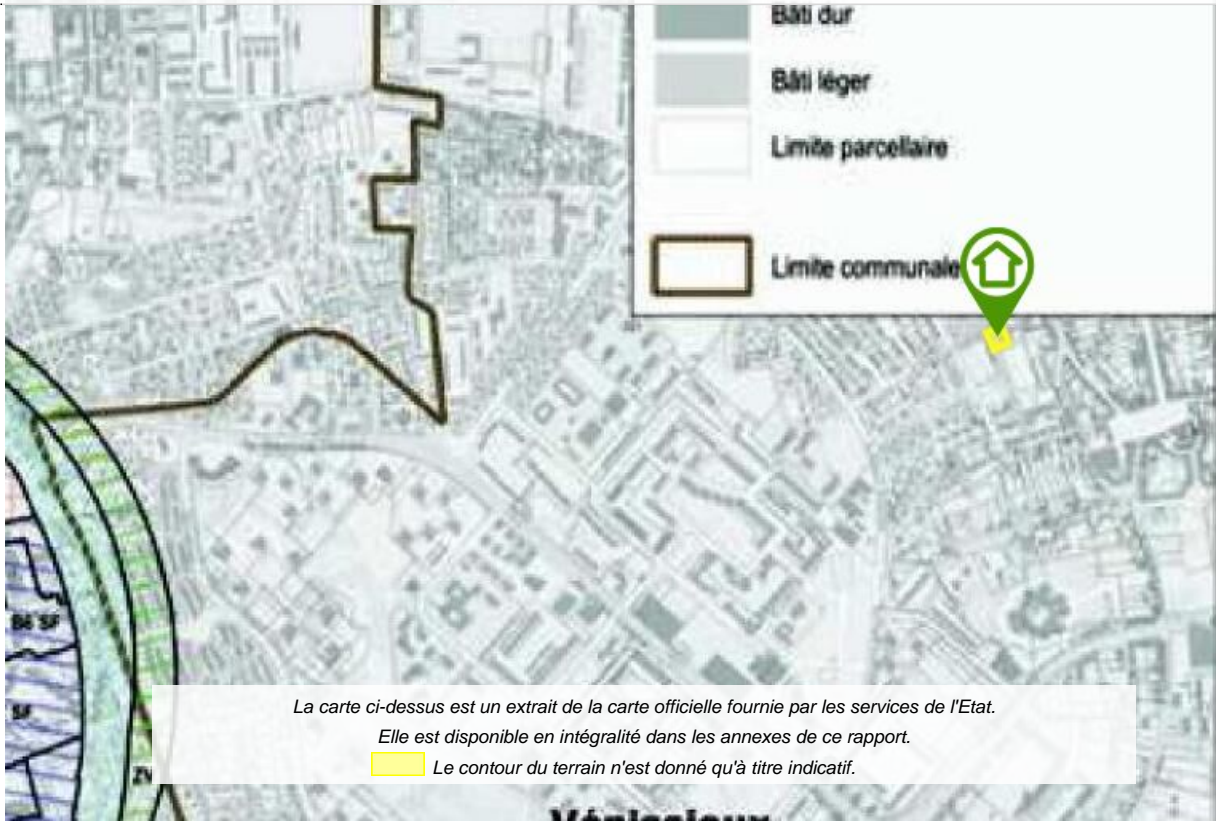 Bâti dur
Bâti léger
Limite parcellaire
Limite communale
B6 SF
SF
ZV
La carte ci-dessus est un extrait de la carte officielle fournie par les services de l'Etat.
Elle est disponible en intégralité dans les annexes de ce rapport.
Le contour du terrain n'est donné qu'à titre indicatif.
Vénissieux